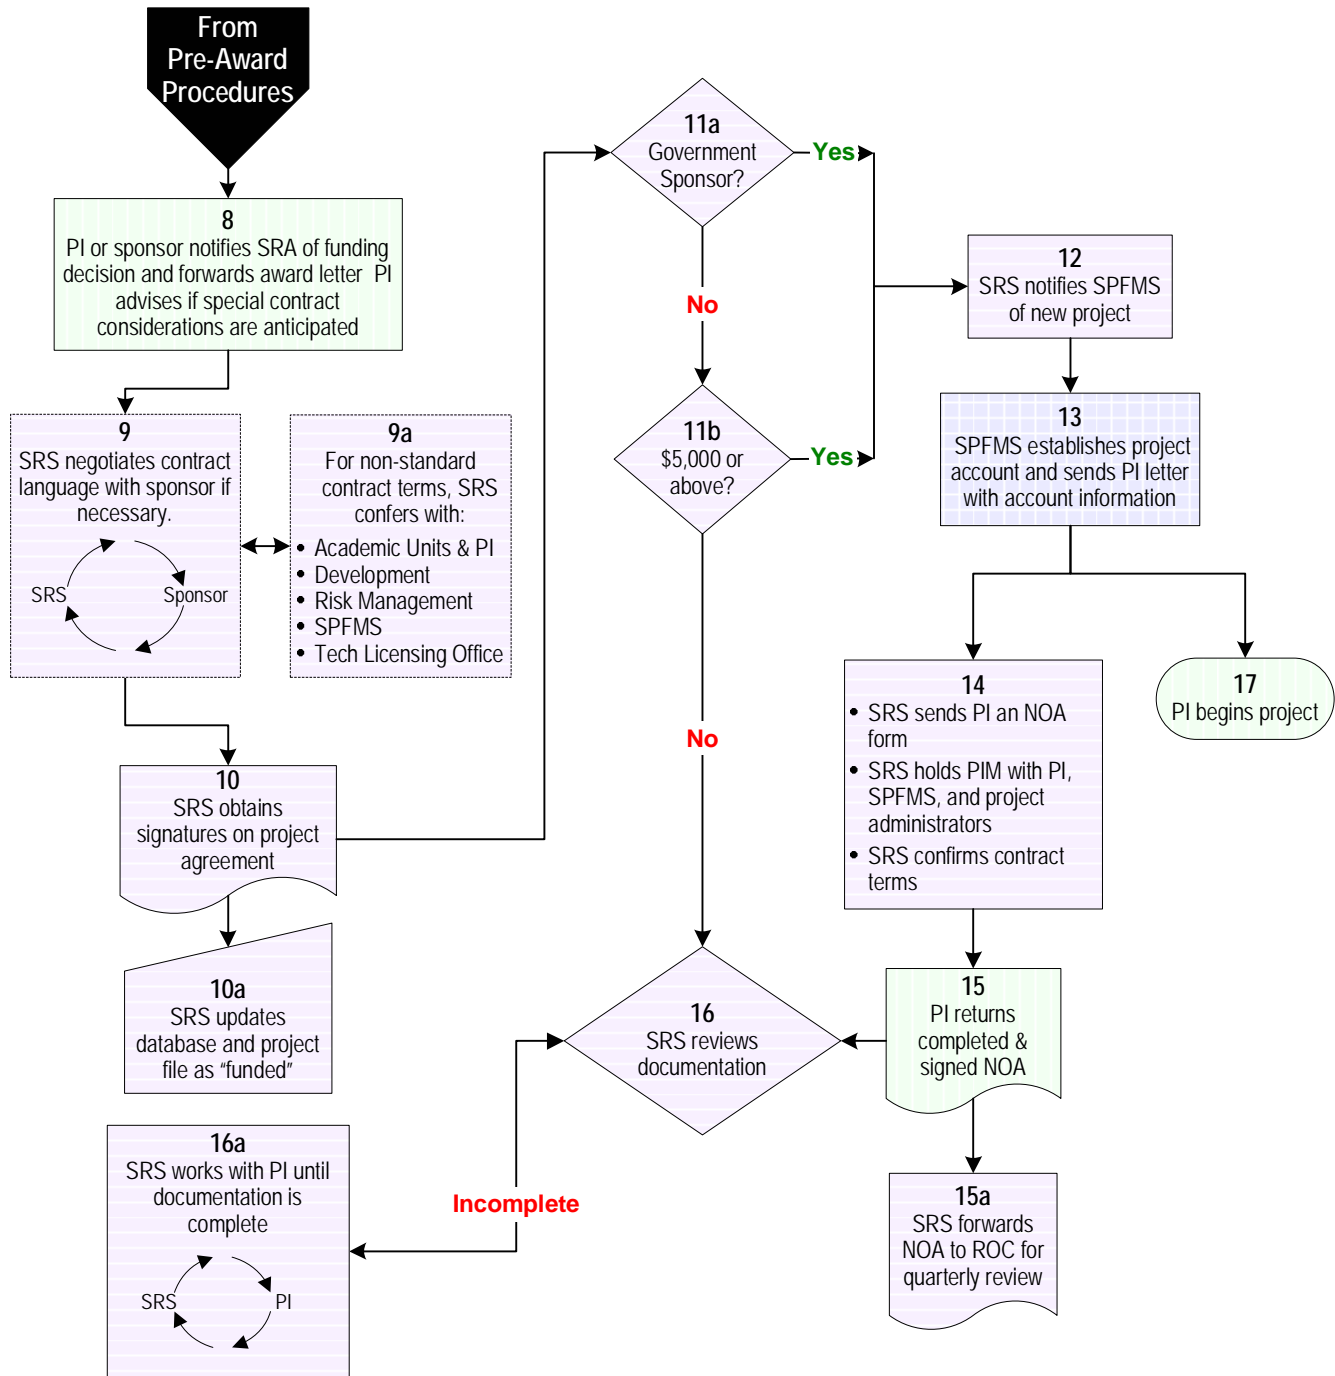 From
Pre-Award
Procedures
8
PI or sponsor notifies SRA of funding
decision and forwards award letter PI
advises if special contract
considerations are anticipated
9
SRS negotiates contract
language with sponsor if
necessary.
SRS
Sponsor
9a
For non-standard
contract terms, SRS
confers with:
• Academic Units & PI
• Development
• Risk Management
• SPFMS
• Tech Licensing Office
10
SRS obtains
signatures on project
agreement
10a
SRS updates
database and project
file as "funded"
11a
Government
Sponsor?
Yes
No
11b
$5,000 or
above?
Yes
No
12
SRS notifies SPFMS
of new project
13
SPFMS establishes project
account and sends PI letter
with account information
14
• SRS sends PI an NOA
form
• SRS holds PIM with PI,
SPFMS, and project
administrators
• SRS confirms contract
terms
17
PI begins project
15
PI returns
completed &
signed NOA
15a
SRS forwards
NOA to ROC for
quarterly review
16
SRS reviews
documentation
Incomplete
16a
SRS works with PI until
documentation is
complete
SRS
PI